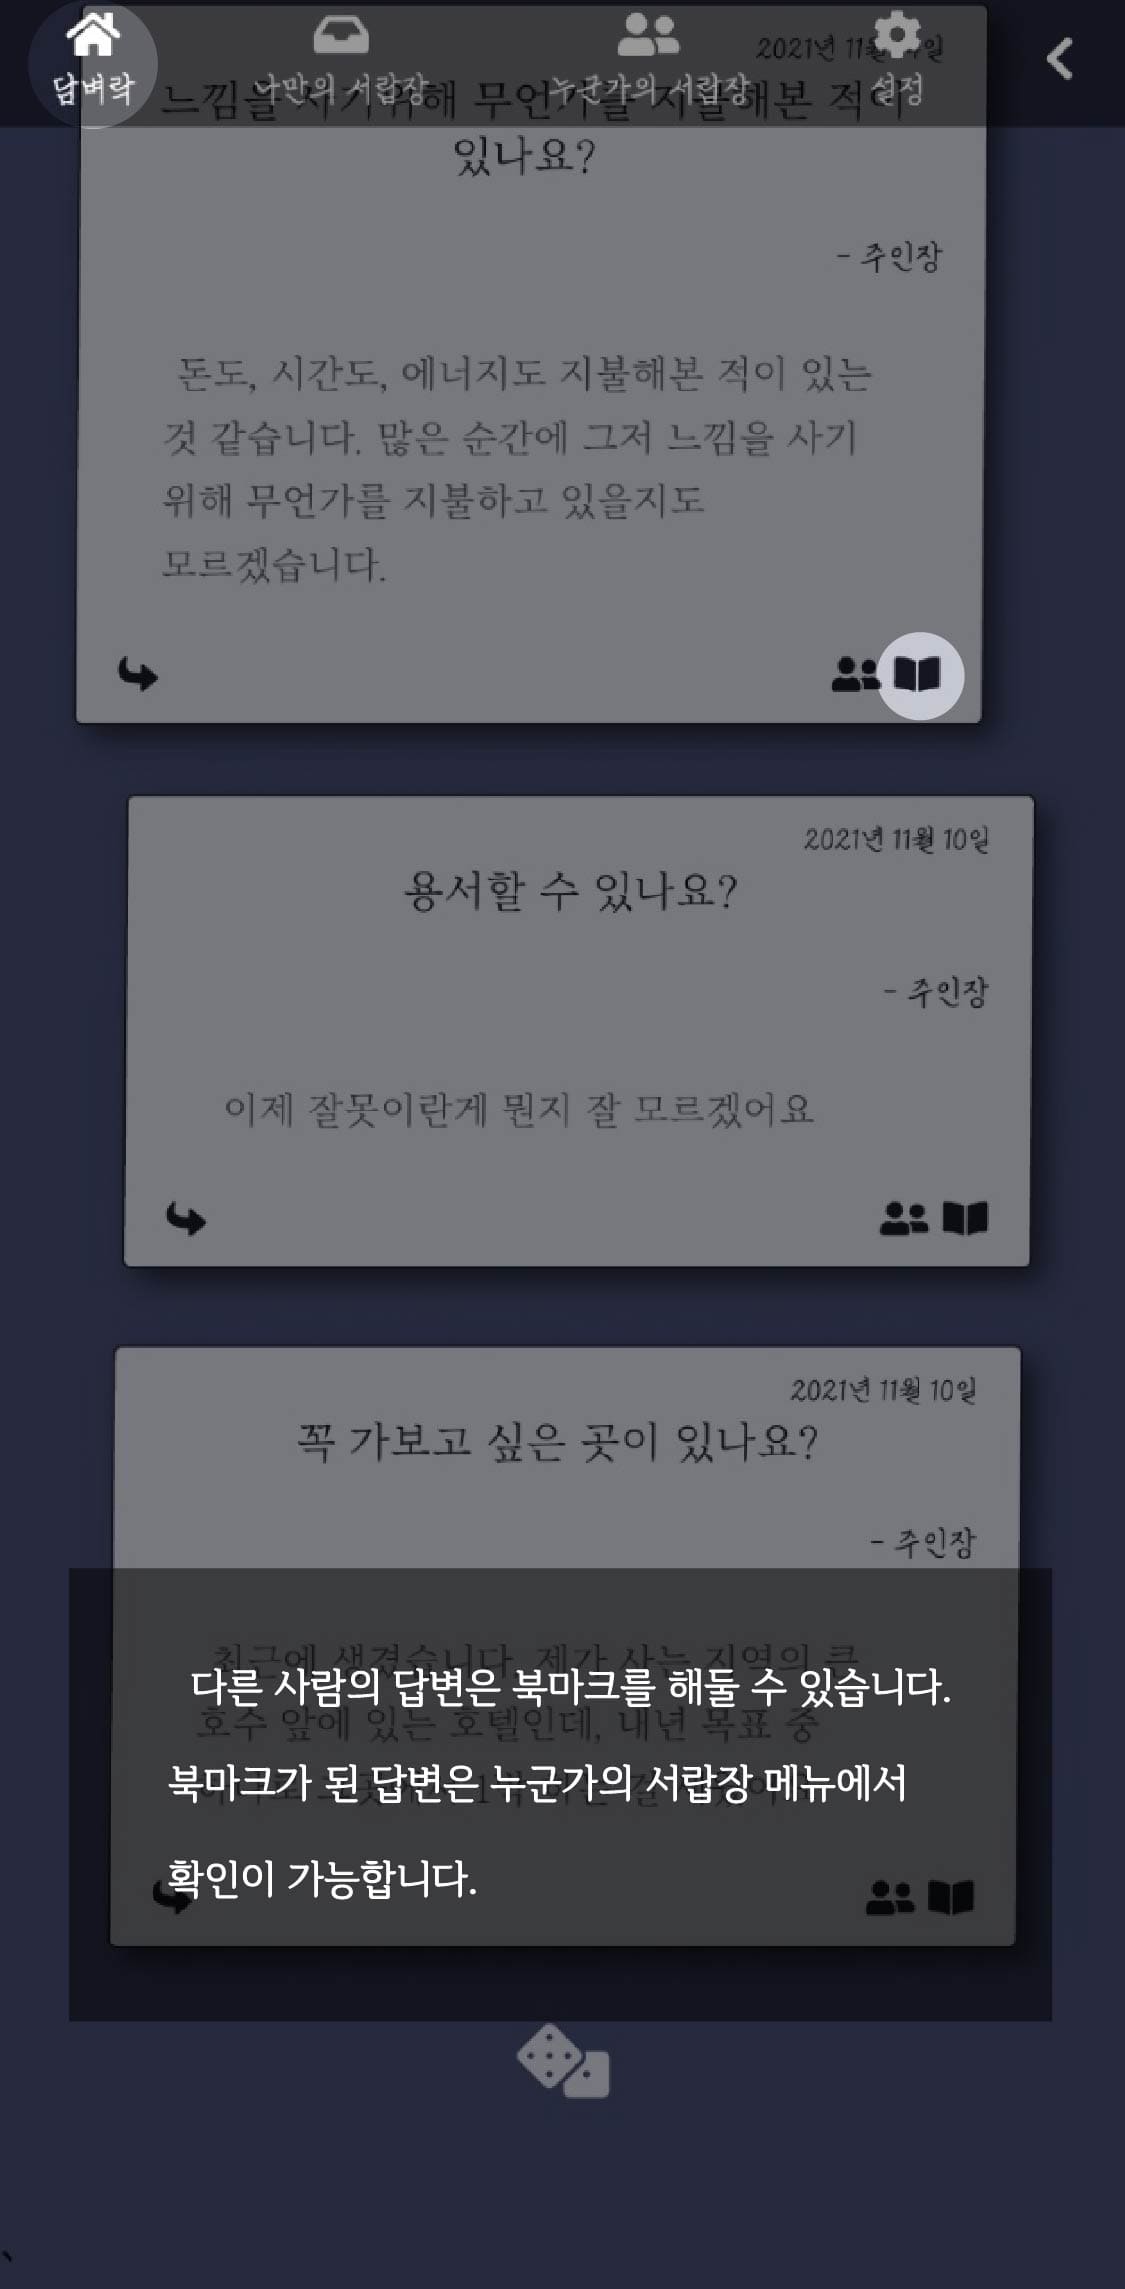 담벼락
나만의 서랍장
누군가의 서랍장
설정
2021년 11월
느낌을 사기위해 무언가를 지불해본 적이
있나요?
- 주인장
돈도, 시간도, 에너지도 지불해본 적이 있는
것 같습니다. 많은 순간에 그저 느낌을 사기
위해 무언가를 지불하고 있을지도
모르겠습니다.
2021년 11월 10일
용서할 수 있나요?
- 주인장
이제 잘못이란게 뭔지 잘 모르겠어요
2021년 11월 10일
꼭 가보고 싶은 곳이 있나요?
- 주인장
최근에 생겼습니다. 제가 사는 지역의 큰
다른 사람의 답변은 북마크를 해둘 수 있습니다.
호수 앞에 있는 호텔인데, 내년 목표 중
북마크가 된 답변은 누군가의 서랍장 메뉴에서
확인이 가능합니다.